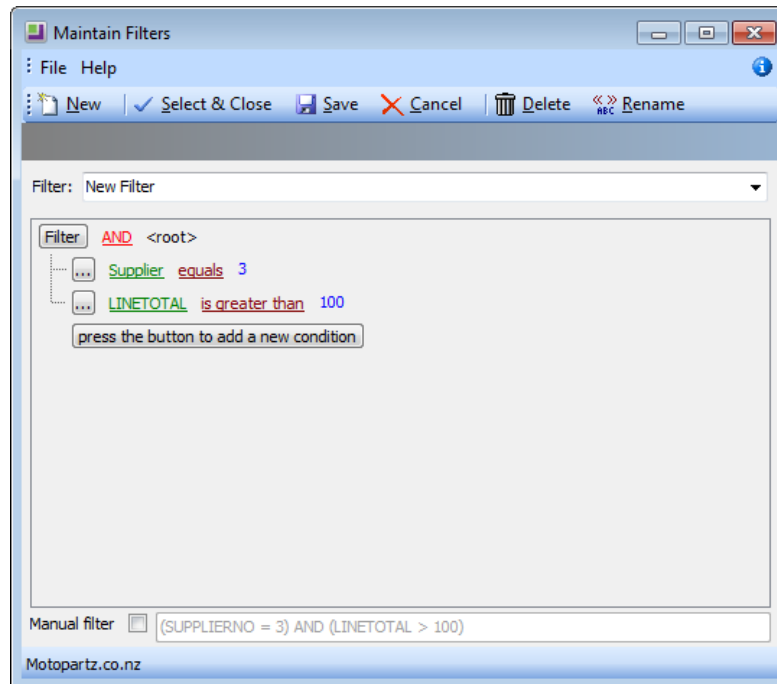 Maintain Filters
File Help
New Select & Close Save Cancel Delete ABC Rename
Filter: New Filter
Filter AND <root>
... Supplier equals 3
... LINETOTAL is greater than 100
press the button to add a new condition
Manual filter (SUPPLIERNO = 3) AND (LINETOTAL > 100)
Motopartz.co.nz